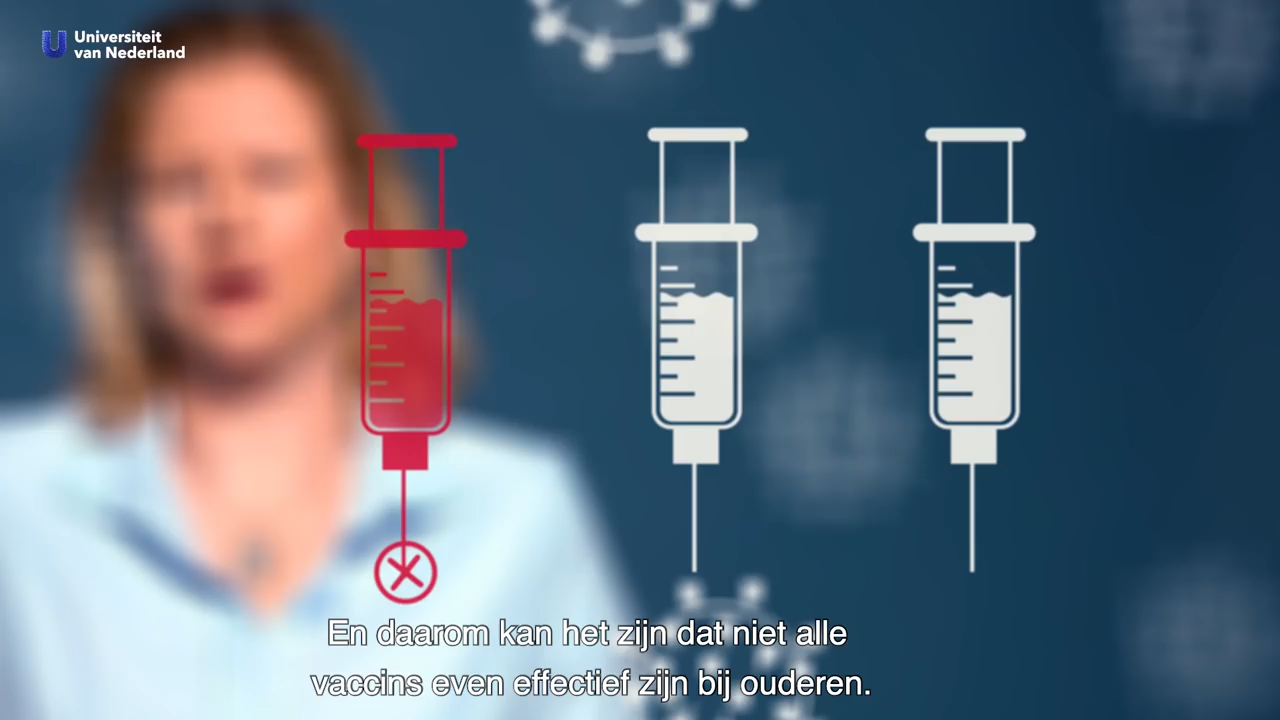 Universiteit
van Nederland
En daarom kan het zijn dat niet alle
vaccins even effectief zijn bij ouderen.